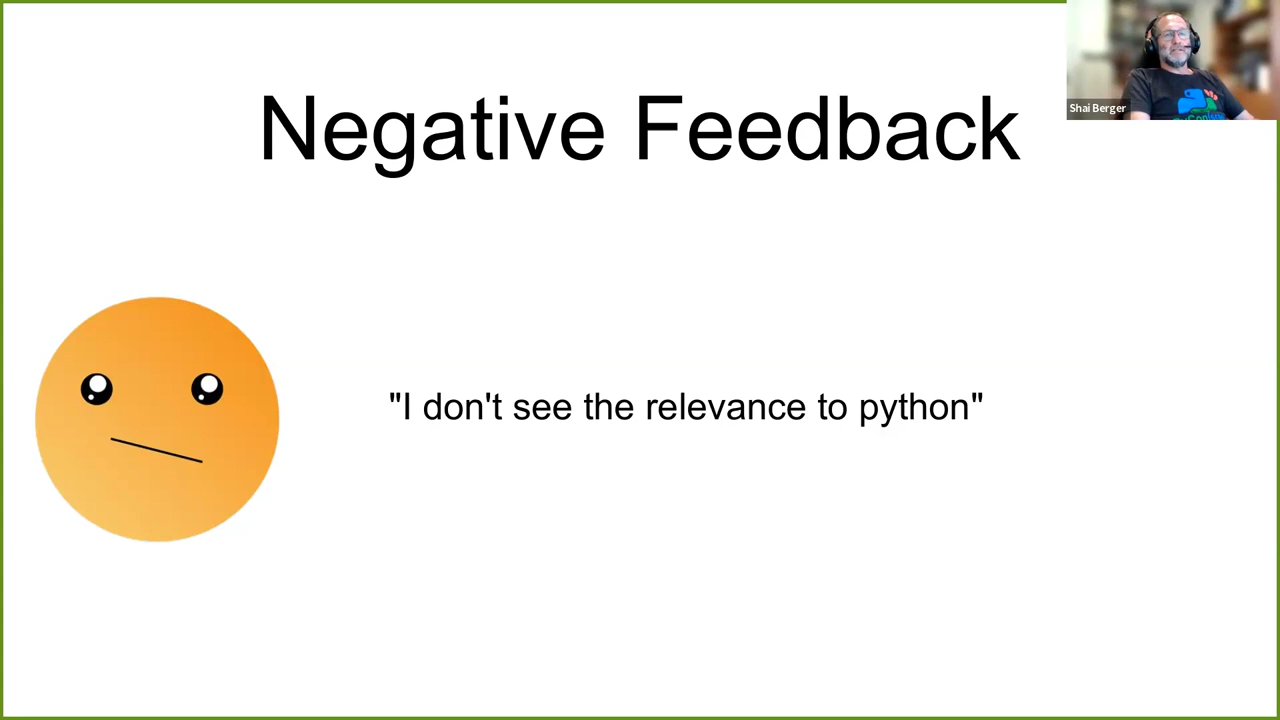 Negative Feedback
Shai Berger
"I don't see the relevance to python"